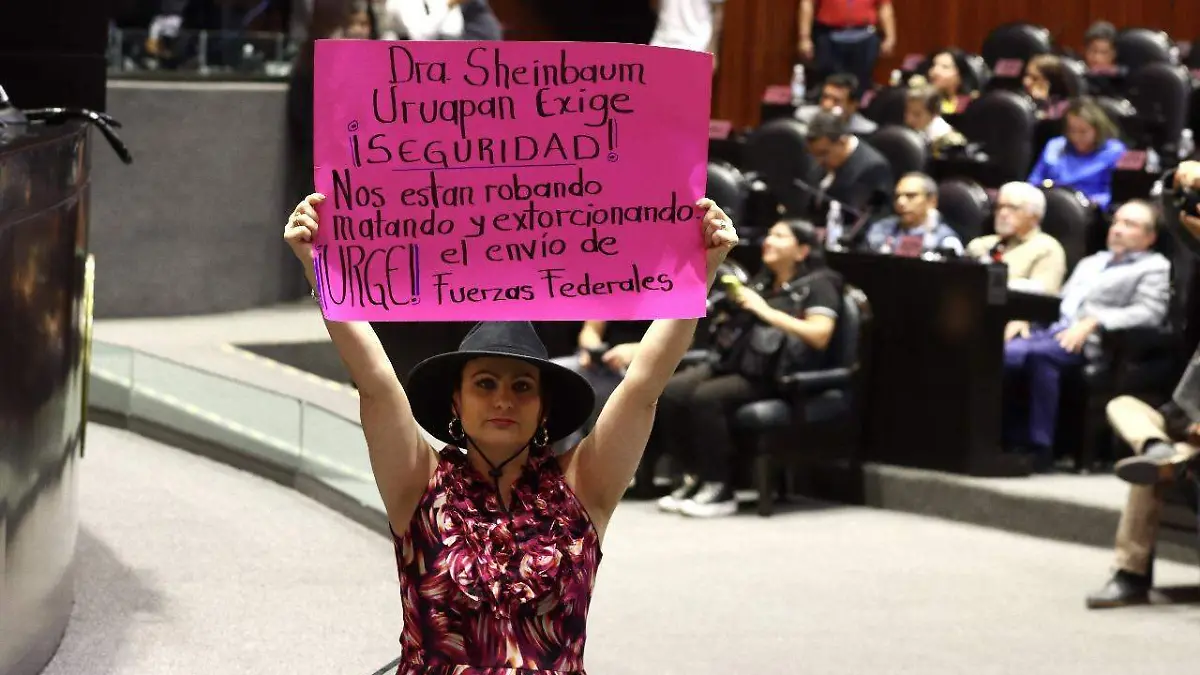 Dra. Sheinbaum
Uruapan Exige
¡SEGURIDAD!
Nos estan robando
matando y extorcionando.
¡URGE! el envío de
Fuerzas Federales